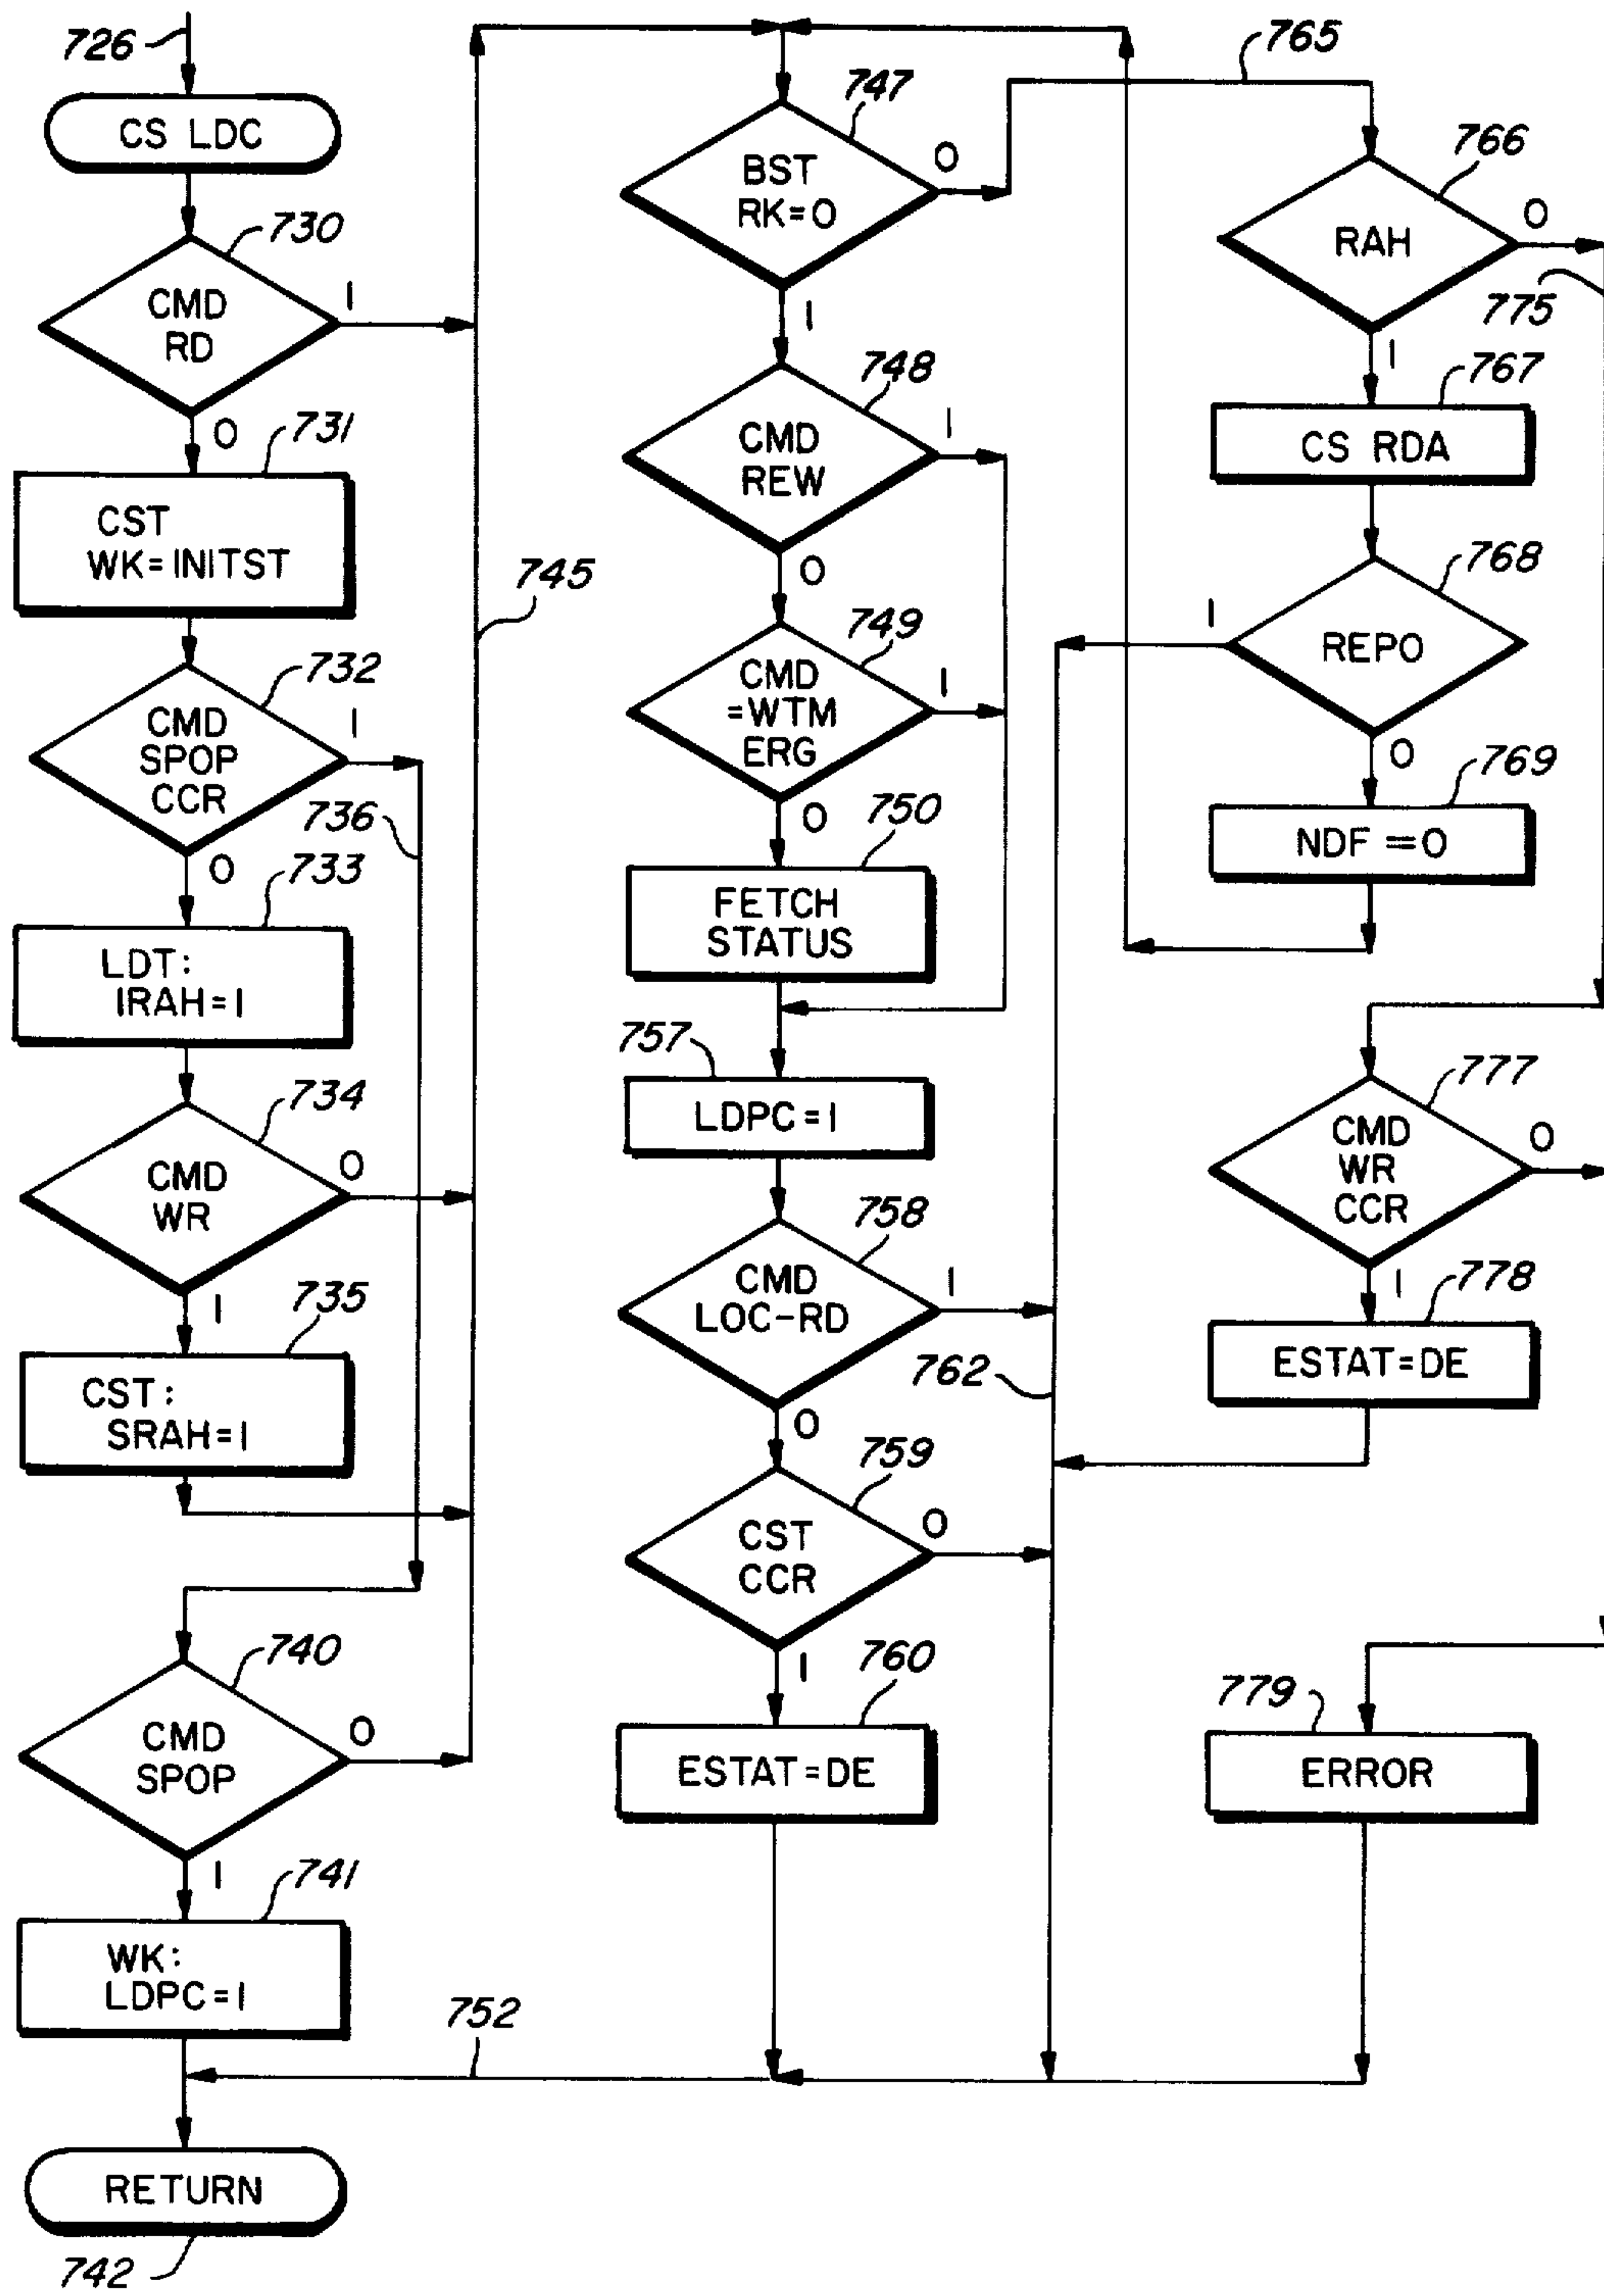 726
CS LDC
730
CMD
RD
1
0
731
CST
WK=INITST
732
CMD
SPOP
CCR
1
736
0
733
LDT:
IRAH=1
734
CMD
WR
0
1
735
CST:
SRAH=1
740
CMD
SPOP
0
1
741
WK:
LDPC=1
RETURN
742
745
752
747
BST
RK=0
0
1
748
CMD
REW
1
0
749
CMD
=WTM
ERG
1
0
750
FETCH
STATUS
757
LDPC=1
758
CMD
LOC-RD
1
762
0
759
CST
CCR
0
1
760
ESTAT=DE
765
766
RAH
0
775
1
767
CS RDA
768
REPO
1
0
769
NDF=0
777
CMD
WR
CCR
0
1
778
ESTAT=DE
779
ERROR